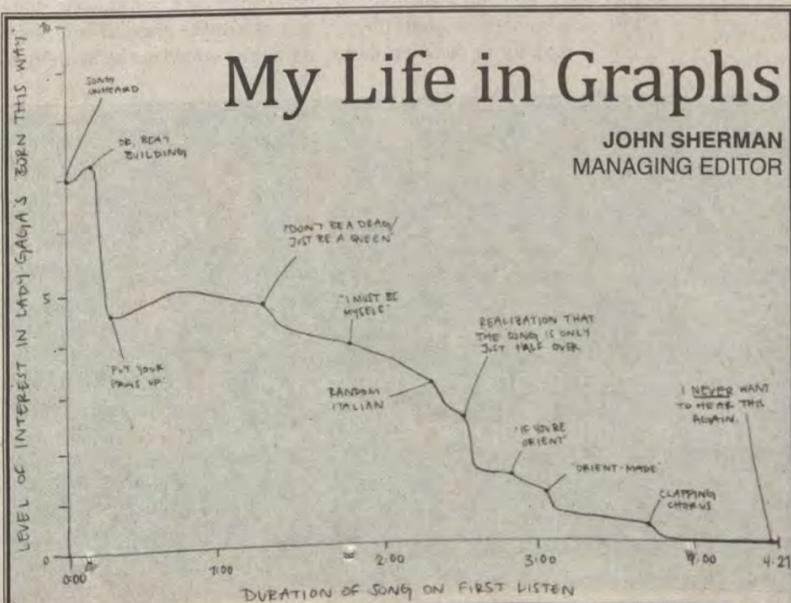 My Life in Graphs
JOHN SHERMAN
MANAGING EDITOR
LEVEL OF INTEREST IN LADY GAGA'S BORN THIS WAY
10
5
0
SONG
UNHEARD
OK, BEAT
BUILDING
"PUT YOUR
PAWS UP"
"DON'T BE A DRAG/
JUST BE A QUEEN"
"I MUST BE
MYSELF"
RANDOM
ITALIAN
REALIZATION THAT
THE SONG IS ONLY
JUST HALF OVER
"IF YOU'RE
ORIENT"
"ORIENT-MADE"
CLAPPING
CHORUS
I NEVER WANT
TO HEAR THIS
AGAIN.
0:00
1:00
2:00
3:00
4:00
4:21
DURATION OF SONG ON FIRST LISTEN